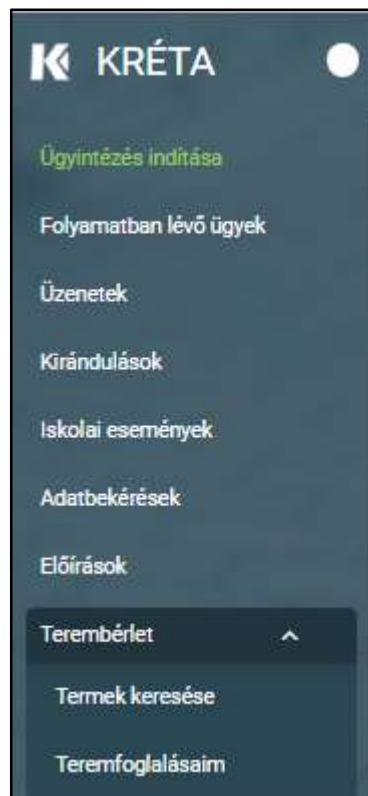 KRÉTA
Ügyintézés indítása
Folyamatban lévő ügyek
Üzenetek
Kirándulások
Iskolai események
Adatbekérések
Előírások
Terembérlet
Termek keresése
Teremfoglalásaim